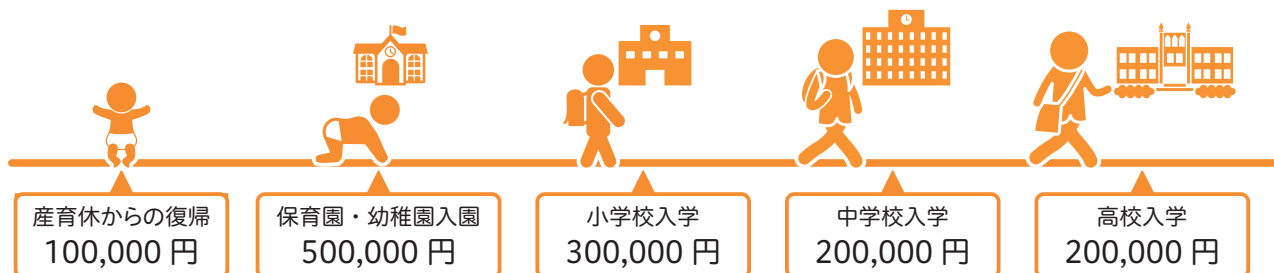 産育休からの復帰
100,000 円
保育園・幼稚園入園
500,000 円
小学校入学
300,000 円
中学校入学
200,000 円
高校入学
200,000 円